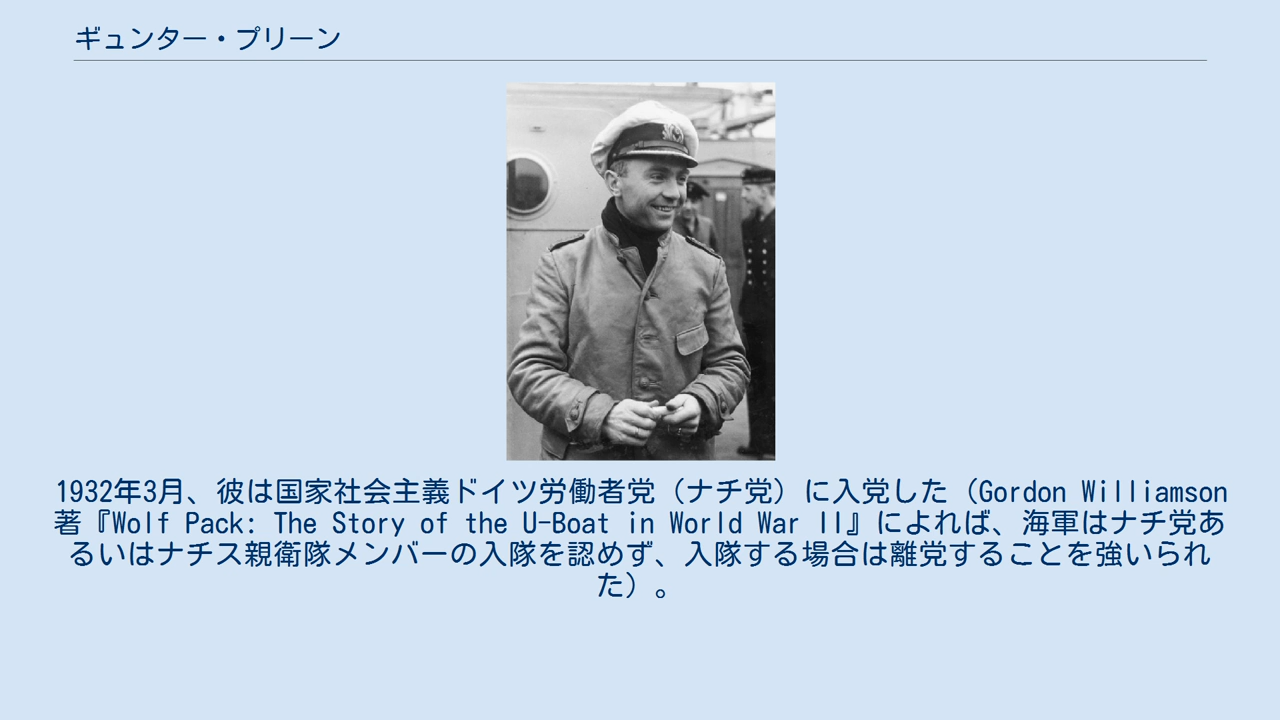 ギュンター・プリーン
1932年3月、彼は国家社会主義ドイツ労働者党（ナチ党）に入党した（Gordon Williamson
著『Wolf Pack: The Story of the U-Boat in World War II』によれば、海軍はナチ党あ
るいはナチス親衛隊メンバーの入隊を認めず、入隊する場合は離党することを強いられ
た）。